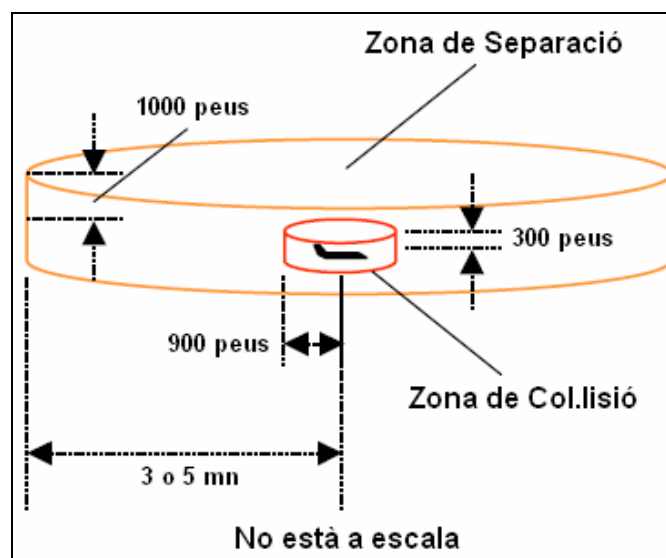 Zona de Separació
1000 peus
300 peus
900 peus
Zona de Col.lisió
3 o 5 mn
No està a escala